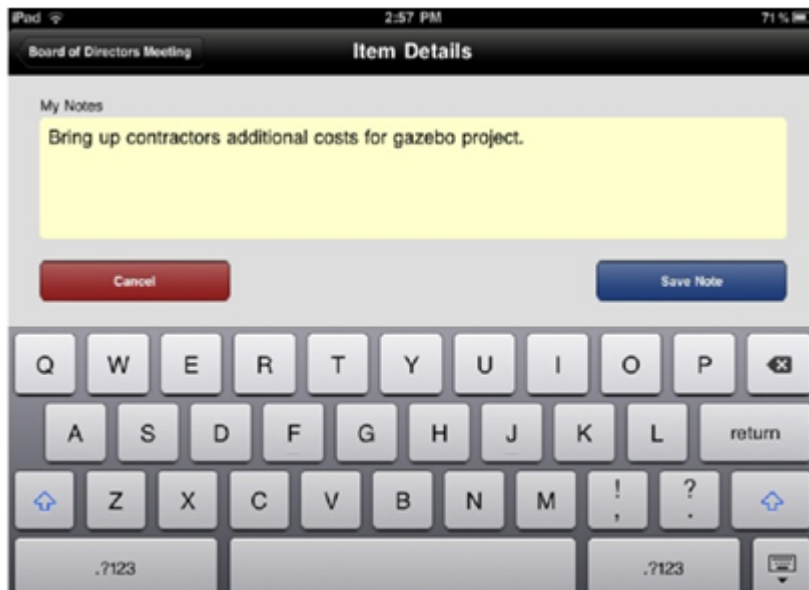 iPad 2:57 PM 71%
Board of Directors Meeting Item Details
My Notes
Bring up contractors additional costs for gazebo project.
Cancel Save Note
Q W E R T Y U I O P
A S D F G H J K L return
Z X C V B N M ! , ? .
.?123 .?123